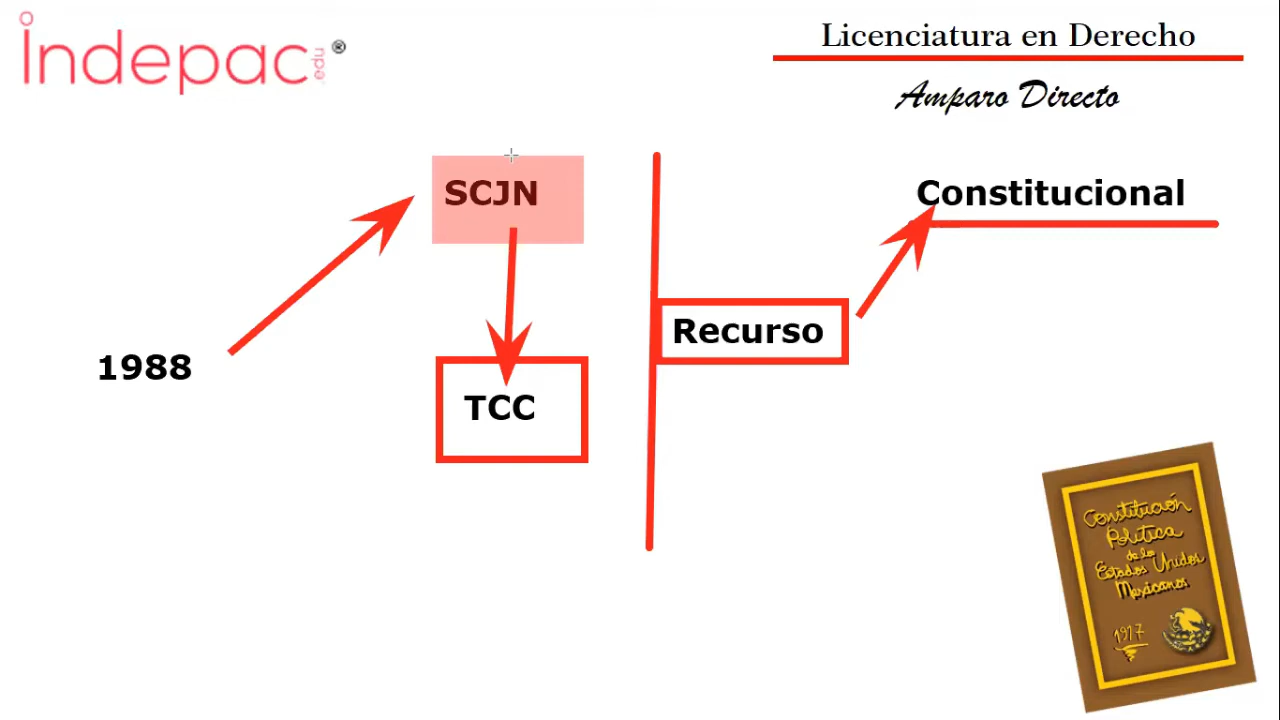 indepac.edu ®
Licenciatura en Derecho
Amparo Directo
SCJN
Constitucional
Recurso
1988
TCC
Constitución
Política
de los
Estados Unidos
Mexicanos
1917